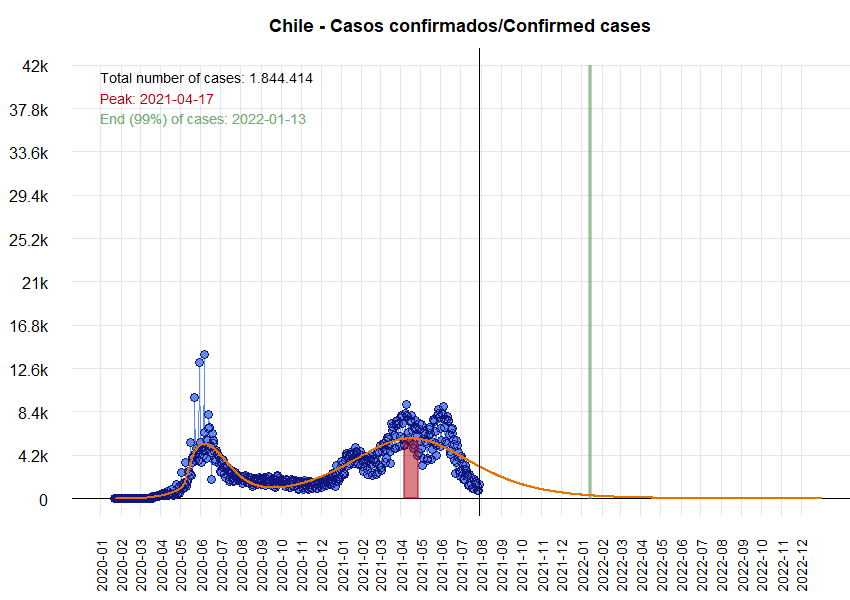 Chile - Casos confirmados/Confirmed cases
Total number of cases: 1.844.414
Peak: 2021-04-17
End (99%) of cases: 2022-01-13
42k
37.8k
33.6k
29.4k
25.2k
21k
16.8k
12.6k
8.4k
4.2k
0
2020-01
2020-02
2020-03
2020-04
2020-05
2020-06
2020-07
2020-08
2020-09
2020-10
2020-11
2020-12
2021-01
2021-02
2021-03
2021-04
2021-05
2021-06
2021-07
2021-08
2021-09
2021-10
2021-11
2021-12
2022-01
2022-02
2022-03
2022-04
2022-05
2022-06
2022-07
2022-08
2022-09
2022-10
2022-11
2022-12